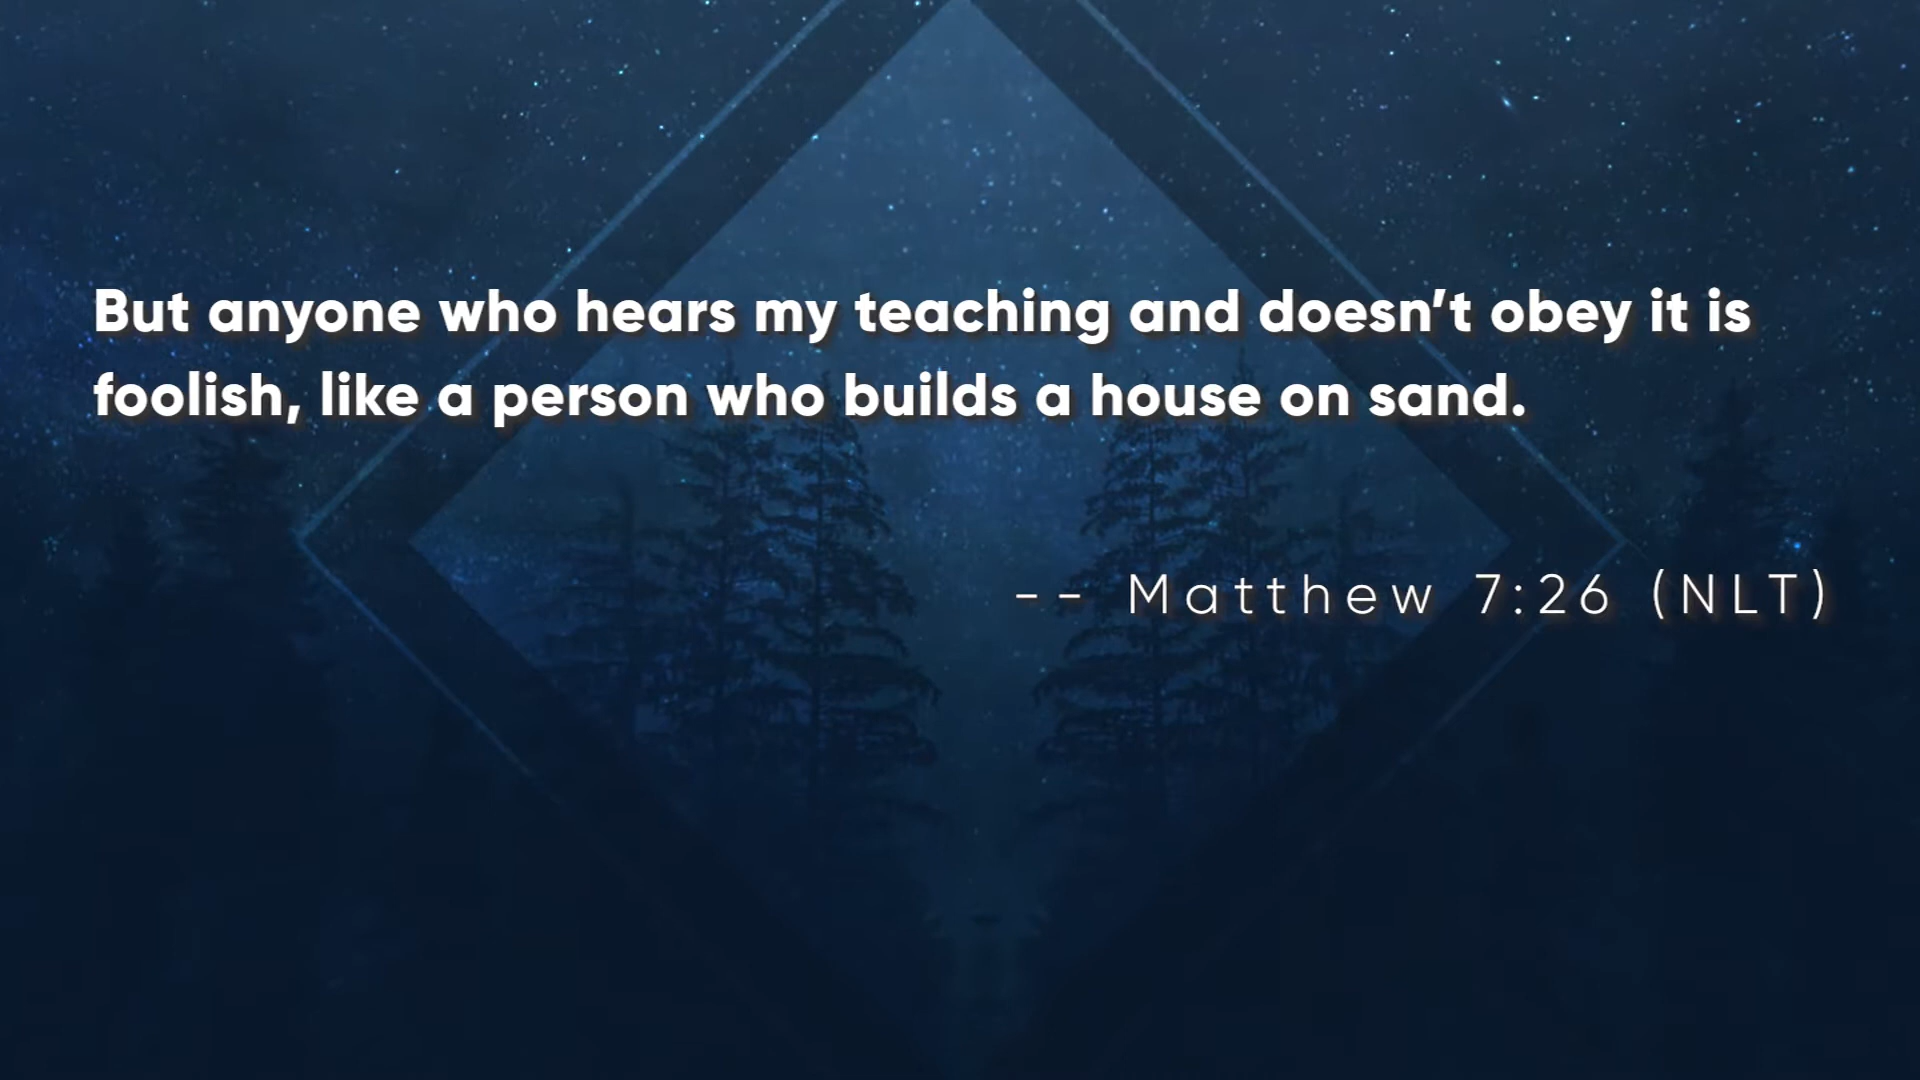 But anyone who hears my teaching and doesn’t obey it is
foolish, like a person who builds a house on sand.
-- Matthew 7:26 (NLT)